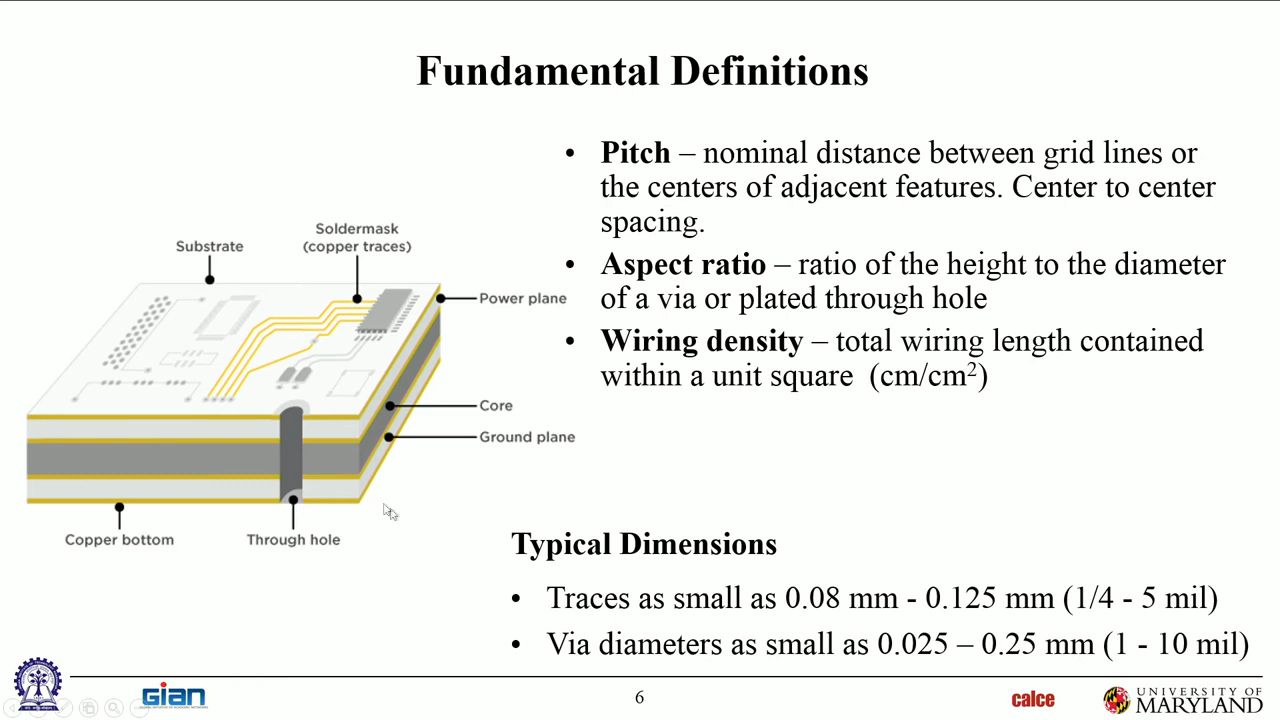 Fundamental Definitions
• Pitch – nominal distance between grid lines or
the centers of adjacent features. Center to center
spacing.
• Aspect ratio – ratio of the height to the diameter
of a via or plated through hole
• Wiring density – total wiring length contained
within a unit square (cm/cm²)
Substrate
Soldermask
(copper traces)
Power plane
Core
Ground plane
Copper bottom
Through hole
Typical Dimensions
• Traces as small as 0.08 mm - 0.125 mm (1/4 - 5 mil)
• Via diameters as small as 0.025 – 0.25 mm (1 - 10 mil)
gian
6
calce
UNIVERSITY OF
MARYLAND